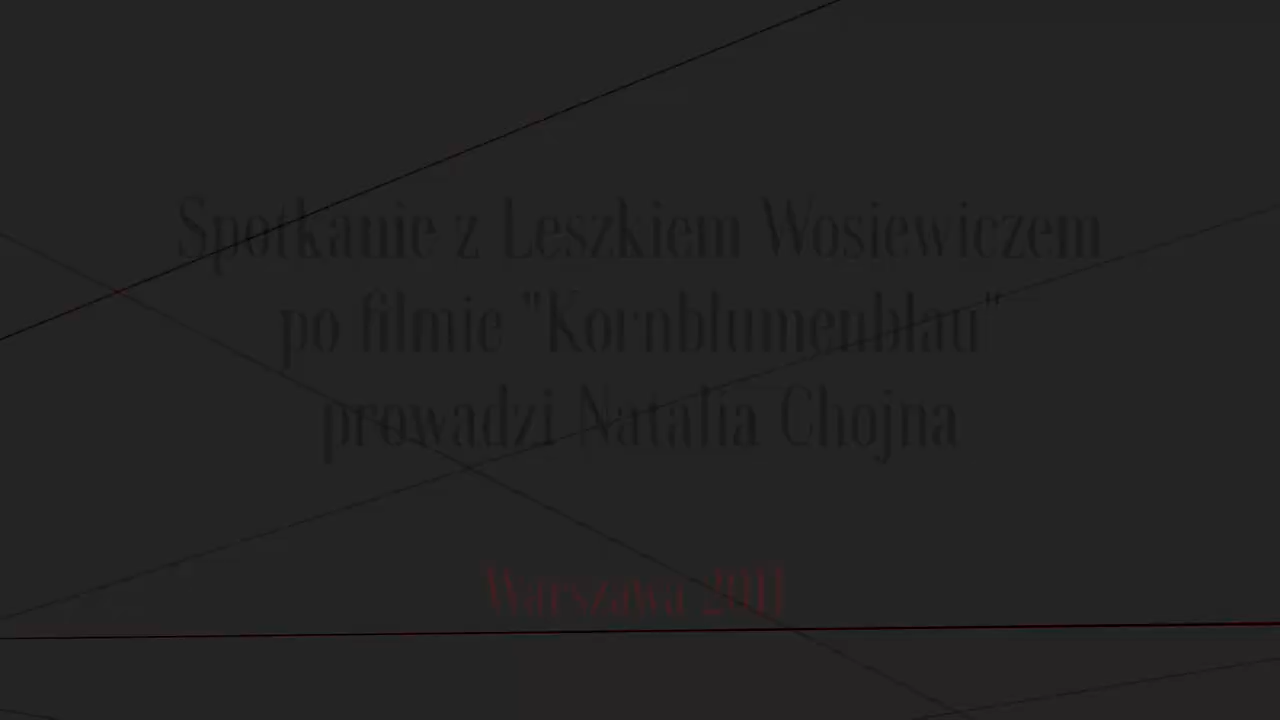 Spotkanie z Leszkiem Wosiewiczem
po filmie "Kornblumenblau"
prowadzi Natalia Chojna
Warszawa 2011